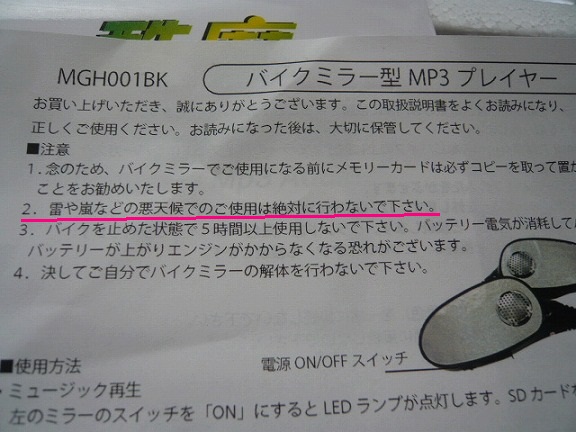 MGH001BK
バイクミラー型 MP3 プレイヤー
お買い上げいただき、誠にありがとうございます。この取扱説明書をよくお読みになり、
正しくご使用ください。お読みになった後は、大切に保管してください。
■注意
1．念のため、バイクミラーでご使用になる前にメモリーカードは必ずコピーを取って置か
ことをお勧めいたします。
2．雷や嵐などの悪天候でのご使用は絶対に行わないで下さい。
3．バイクを止めた状態で5時間以上使用しないで下さい。バッテリー電気が消耗して
バッテリーが上がりエンジンがかからなくなる恐れがございます。
4．決してご自分でバイクミラーの解体を行わないで下さい。
電源 ON/OFF スイッチ
■使用方法
・ミュージック再生
左のミラーのスイッチを「ON」にするとLEDランプが点灯します。SDカードを